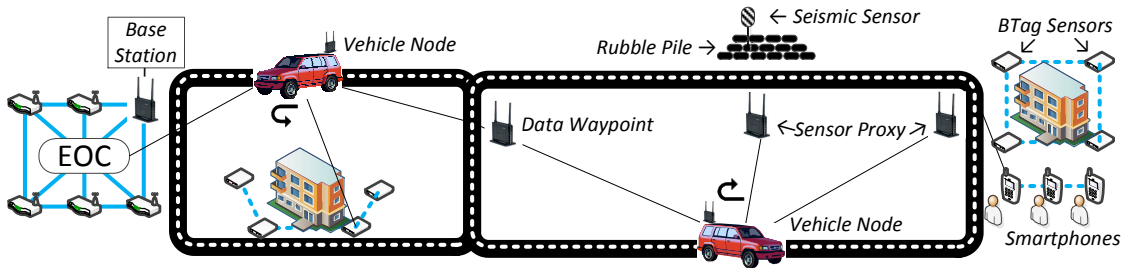 Base
Station
Vehicle Node
Seismic Sensor
Rubble Pile
BTag Sensors
EOC
Data Waypoint
Sensor Proxy
Vehicle Node
Smartphones